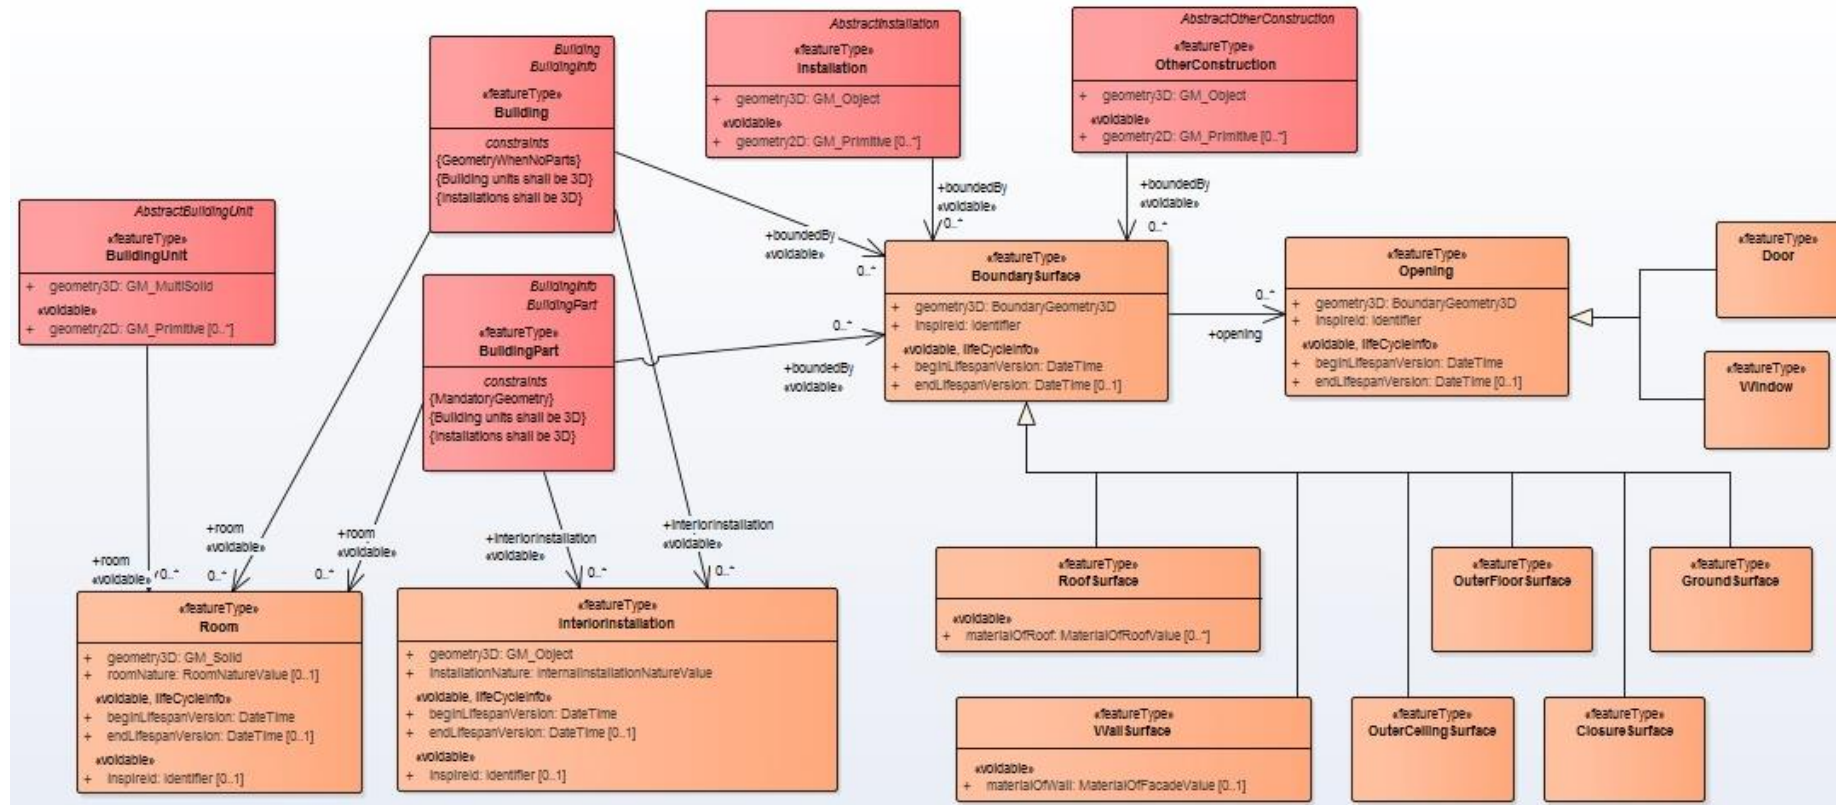 AbstractInstallation
«featureType»
Installation
+ geometry3D: GM_Object
«voidable»
+ geometry2D: GM_Primitive [0..*]
AbstractOtherConstruction
«featureType»
OtherConstruction
+ geometry3D: GM_Object
«voidable»
+ geometry2D: GM_Primitive [0..*]
Building
BuildingInfo
«featureType»
Building
constraints
{GeometryWhenNoParts}
{Building units shall be 3D}
{Installations shall be 3D}
AbstractBuildingUnit
«featureType»
BuildingUnit
+ geometry3D: GM_MultiSolid
«voidable»
+ geometry2D: GM_Primitive [0..*]
BuildingInfo
BuildingPart
«featureType»
BuildingPart
constraints
{MandatoryGeometry}
{Building units shall be 3D}
{Installations shall be 3D}
+boundedBy
«voidable»
0..*
+boundedBy
«voidable»
0..*
+boundedBy
«voidable»
0..*
0..*
+boundedBy
«voidable»
«featureType»
BoundarySurface
+ geometry3D: BoundaryGeometry3D
+ inspireId: Identifier
«voidable, lifeCycleInfo»
+ beginLifespanVersion: DateTime
+ endLifespanVersion: DateTime [0..1]
0..*
+opening
«featureType»
Opening
+ geometry3D: BoundaryGeometry3D
+ inspireId: Identifier
«voidable, lifeCycleInfo»
+ beginLifespanVersion: DateTime
+ endLifespanVersion: DateTime [0..1]
«featureType»
Door
«featureType»
Window
+room
«voidable»
0..*
+room
«voidable»
0..*
+room
«voidable»
0..*
+interiorInstallation
«voidable»
0..*
+interiorInstallation
«voidable»
0..*
«featureType»
Room
+ geometry3D: GM_Solid
+ roomNature: RoomNatureValue [0..1]
«voidable, lifeCycleInfo»
+ beginLifespanVersion: DateTime
+ endLifespanVersion: DateTime [0..1]
«voidable»
+ inspireId: Identifier [0..1]
«featureType»
InteriorInstallation
+ geometry3D: GM_Object
+ installationNature: InternalInstallationNatureValue
«voidable, lifeCycleInfo»
+ beginLifespanVersion: DateTime
+ endLifespanVersion: DateTime [0..1]
«voidable»
+ inspireId: Identifier [0..1]
«featureType»
RoofSurface
«voidable»
+ materialOfRoof: MaterialOfRoofValue [0..*]
«featureType»
OuterFloorSurface
«featureType»
GroundSurface
«featureType»
WallSurface
«voidable»
+ materialOfWall: MaterialOfFacadeValue [0..1]
«featureType»
OuterCeilingSurface
«featureType»
ClosureSurface